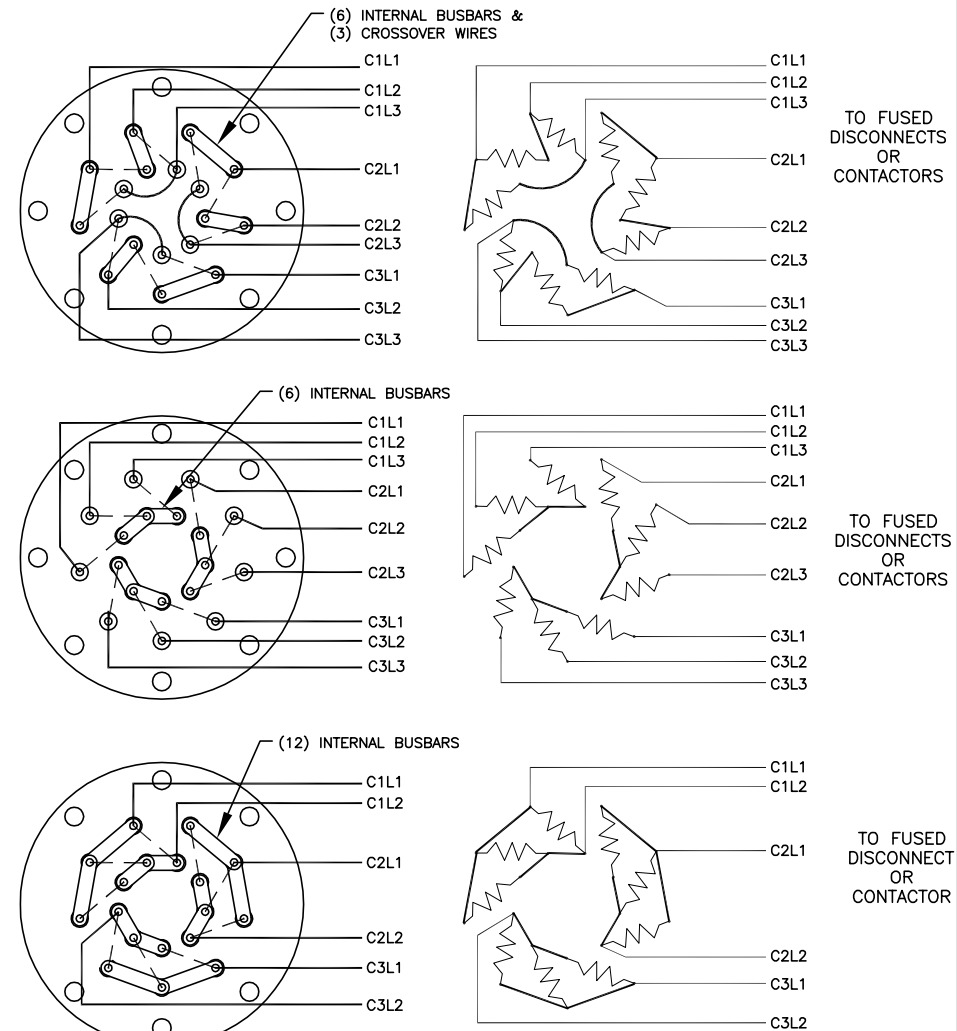 (6) INTERNAL BUSBARS &
(3) CROSSOVER WIRES
C1L1
C1L2
C1L3
C2L1
C2L2
C2L3
C3L1
C3L2
C3L3
C1L1
C1L2
C1L3
C2L1
C2L2
C2L3
C3L1
C3L2
C3L3
TO FUSED
DISCONNECTS
OR
CONTACTORS
(6) INTERNAL BUSBARS
C1L1
C1L2
C1L3
C2L1
C2L2
C2L3
C3L1
C3L2
C3L3
C1L1
C1L2
C1L3
C2L1
C2L2
C2L3
C3L1
C3L2
C3L3
TO FUSED
DISCONNECTS
OR
CONTACTORS
(12) INTERNAL BUSBARS
C1L1
C1L2
C2L1
C2L2
C3L1
C3L2
C1L1
C1L2
C2L1
C2L2
C3L1
C3L2
TO FUSED
DISCONNECT
OR
CONTACTOR